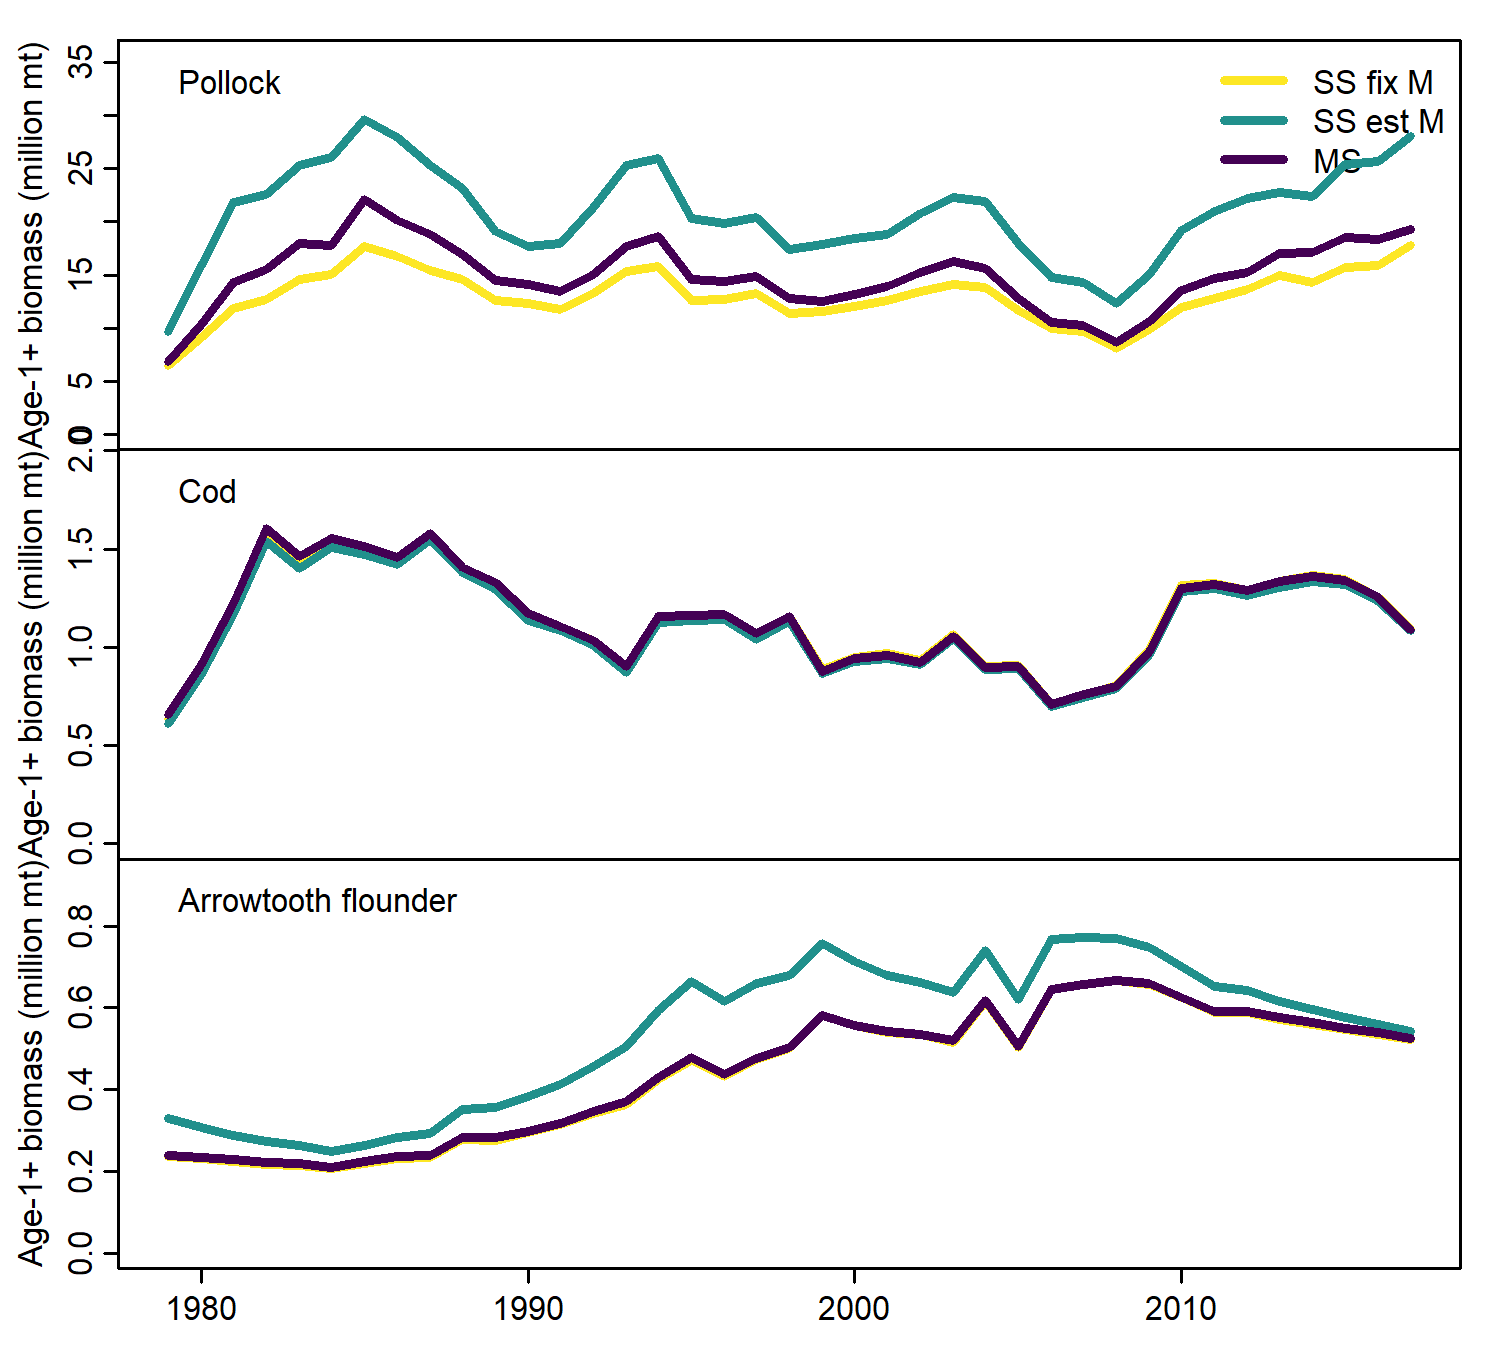 Pollock
SS fix M
SS est M
MS
Age-1+ biomass (million mt)
35
25
15
5
0
Cod
Age-1+ biomass (million mt)
2.0
1.5
1.0
0.5
0.0
Arrowtooth flounder
Age-1+ biomass (million mt)
0.8
0.6
0.4
0.2
0.0
1980
1990
2000
2010